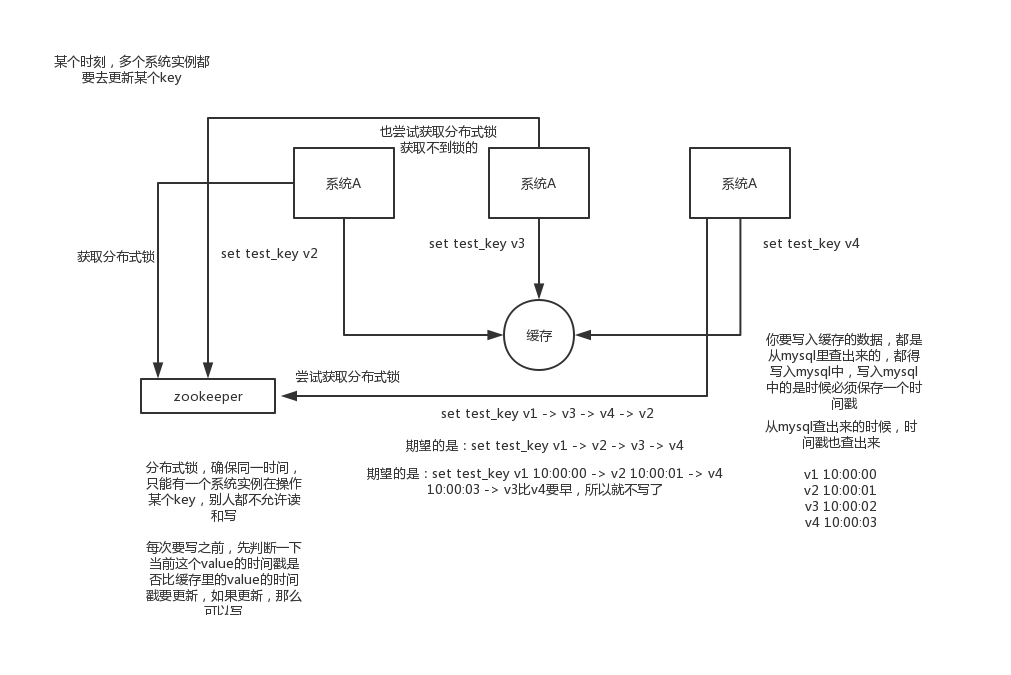 某个时刻，多个系统实例都
要去更新某个key
也尝试获取分布式锁
获取不到锁的
系统A
系统A
系统A
获取分布式锁
set test_key v2
set test_key v3
set test_key v4
缓存
zookeeper
尝试获取分布式锁
set test_key v1 -> v3 -> v4 -> v2
期望的是：set test_key v1 -> v2 -> v3 -> v4
期望的是：set test_key v1 10:00:00 -> v2 10:00:01 -> v4
10:00:03 -> v3比v4要早，所以就不写了
你要写入缓存的数据，都是
从mysql里查出来的，都得
写入mysql中，写入mysql
中的是时候必须保存一个时
间戳
从mysql查出来的时候，时
间戳也查出来
v1 10:00:00
v2 10:00:01
v3 10:00:02
v4 10:00:03
分布式锁，确保同一时间，
只能有一个系统实例在操作
某个key，别人都不允许读
和写
每次要写之前，先判断一下
当前这个value的时间戳是
否比缓存里的value的时间
戳要更新，如果更新，那么
可以写